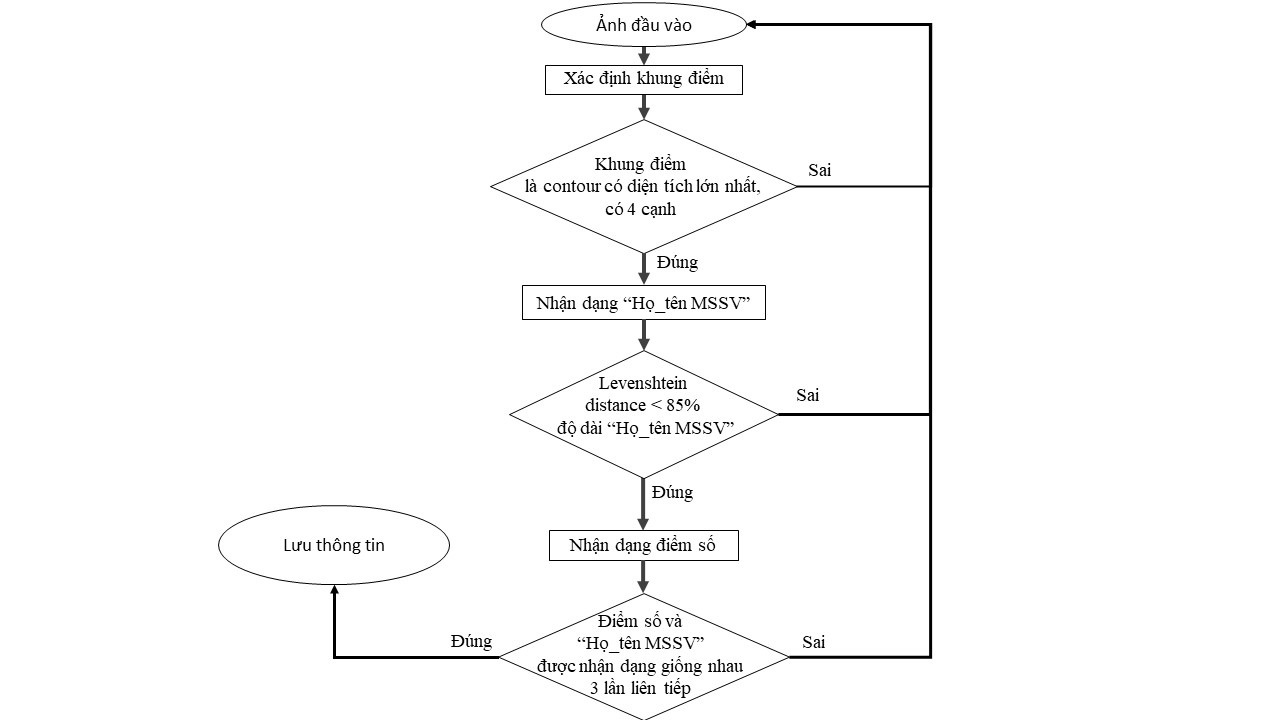 Ảnh đầu vào
Xác định khung điểm
Khung điểm
là contour có diện tích lớn nhất,
có 4 cạnh
Sai
Đúng
Nhận dạng “Họ_tên MSSV”
Levenshtein
distance < 85%
độ dài “Họ_tên MSSV”
Sai
Đúng
Lưu thông tin
Nhận dạng điểm số
Điểm số và
“Họ_tên MSSV”
được nhận dạng giống nhau
3 lần liên tiếp
Đúng
Sai